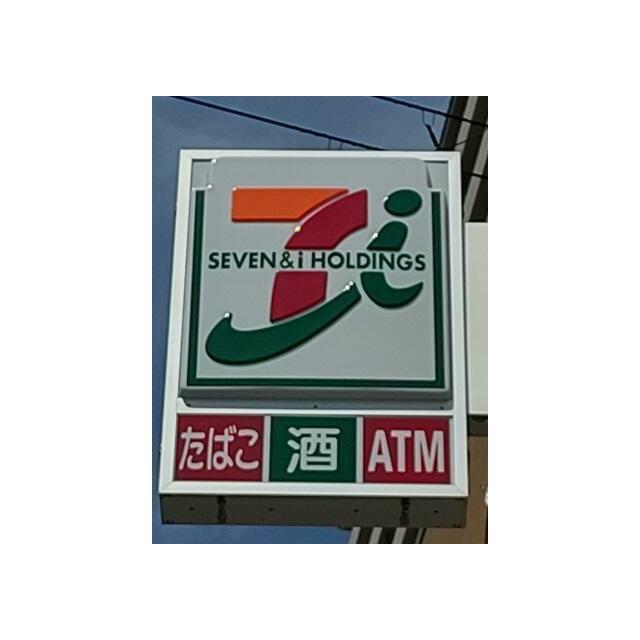 SEVEN & i HOLDINGS
たばこ 酒 ATM